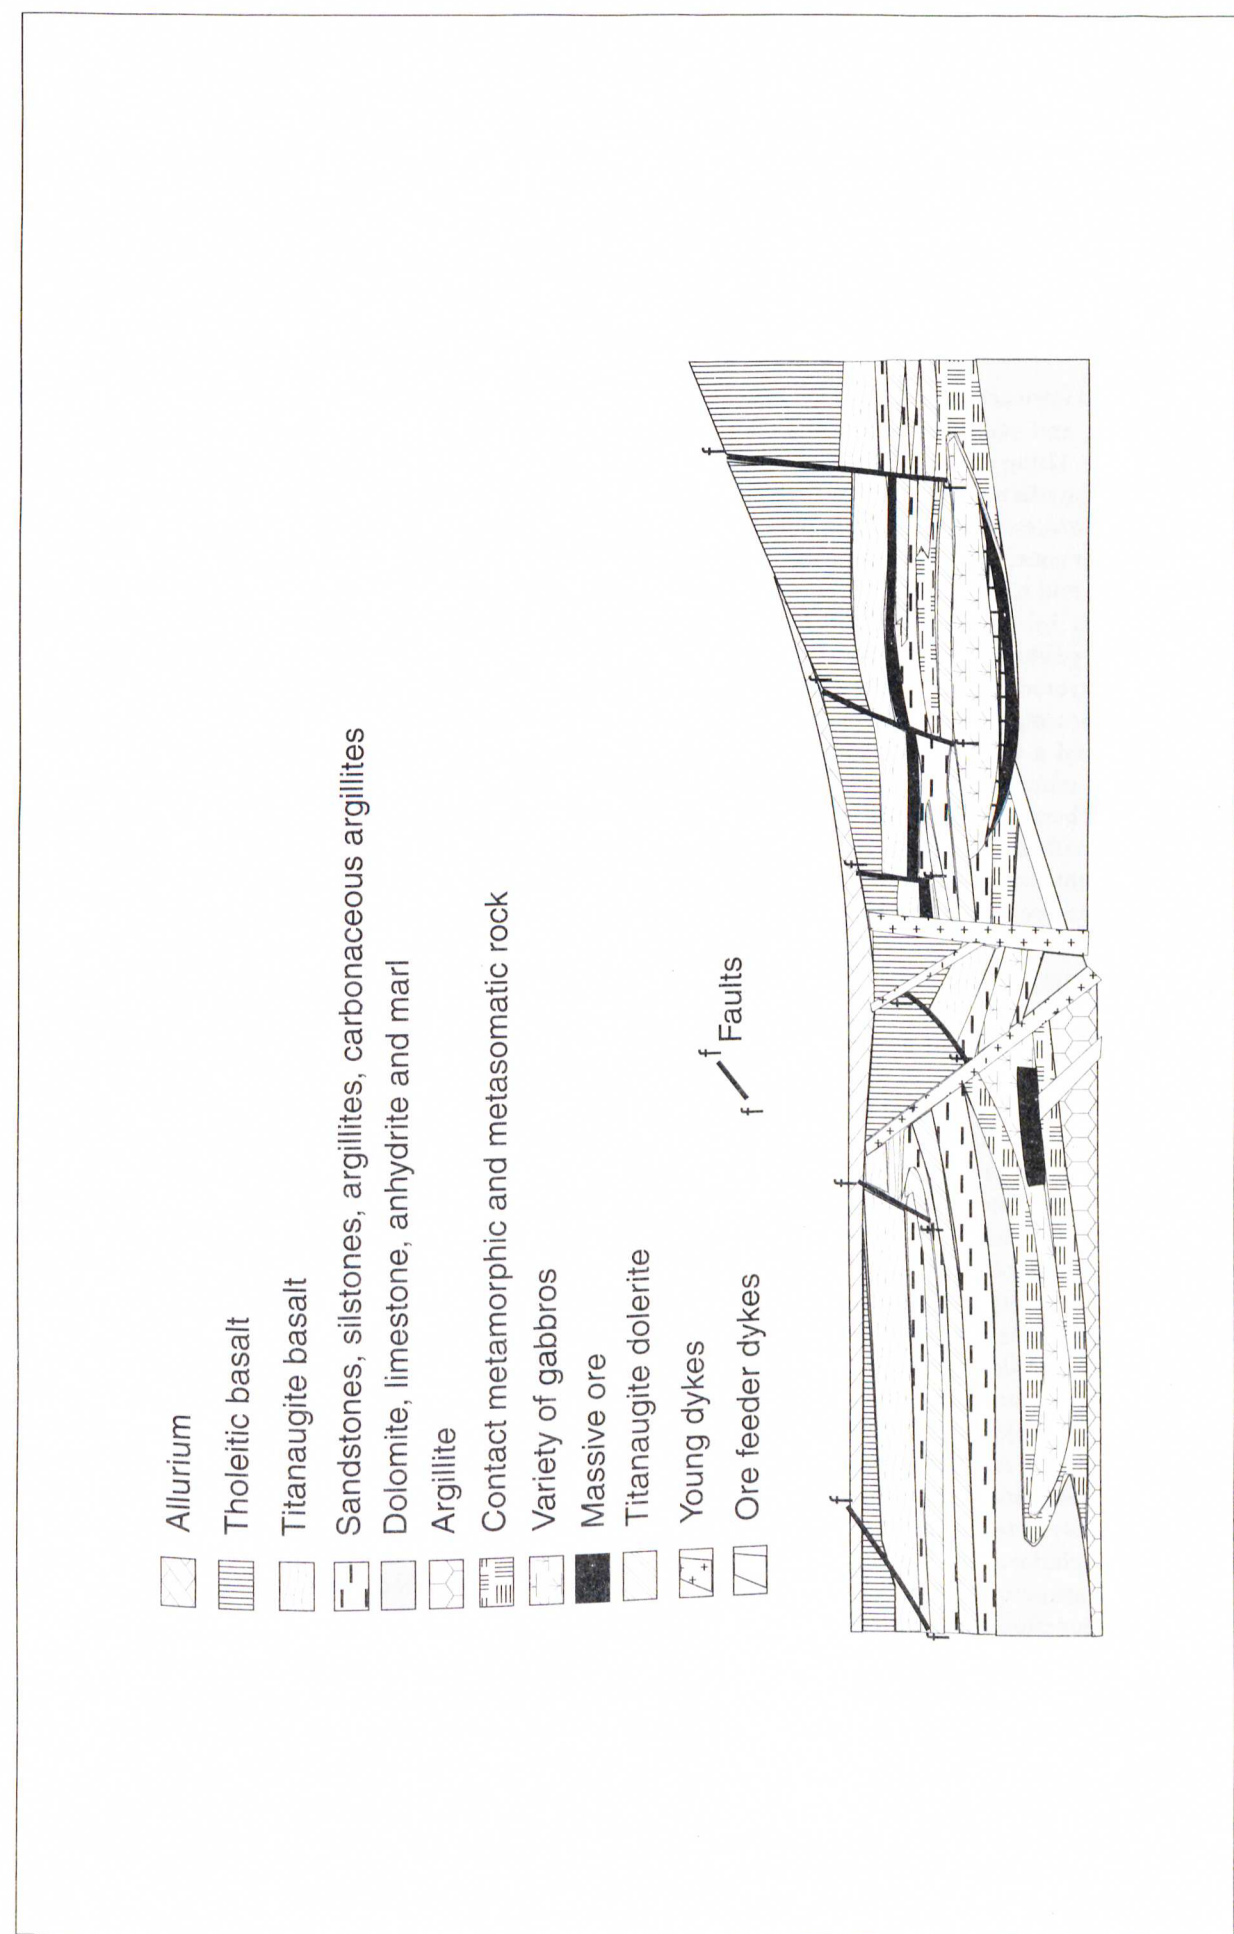 Allurium
Tholeitic basalt
Titanaugite basalt
Sandstones, silstones, argillites, carbonaceous argillites
Dolomite, limestone, anhydrite and marl
Argillite
Contact metamorphic and metasomatic rock
Variety of gabbros
Massive ore
Titanaugite dolerite
Young dykes
Ore feeder dykes
f f Faults
f
f
f
f
f
f
f
f
f
f
f
f